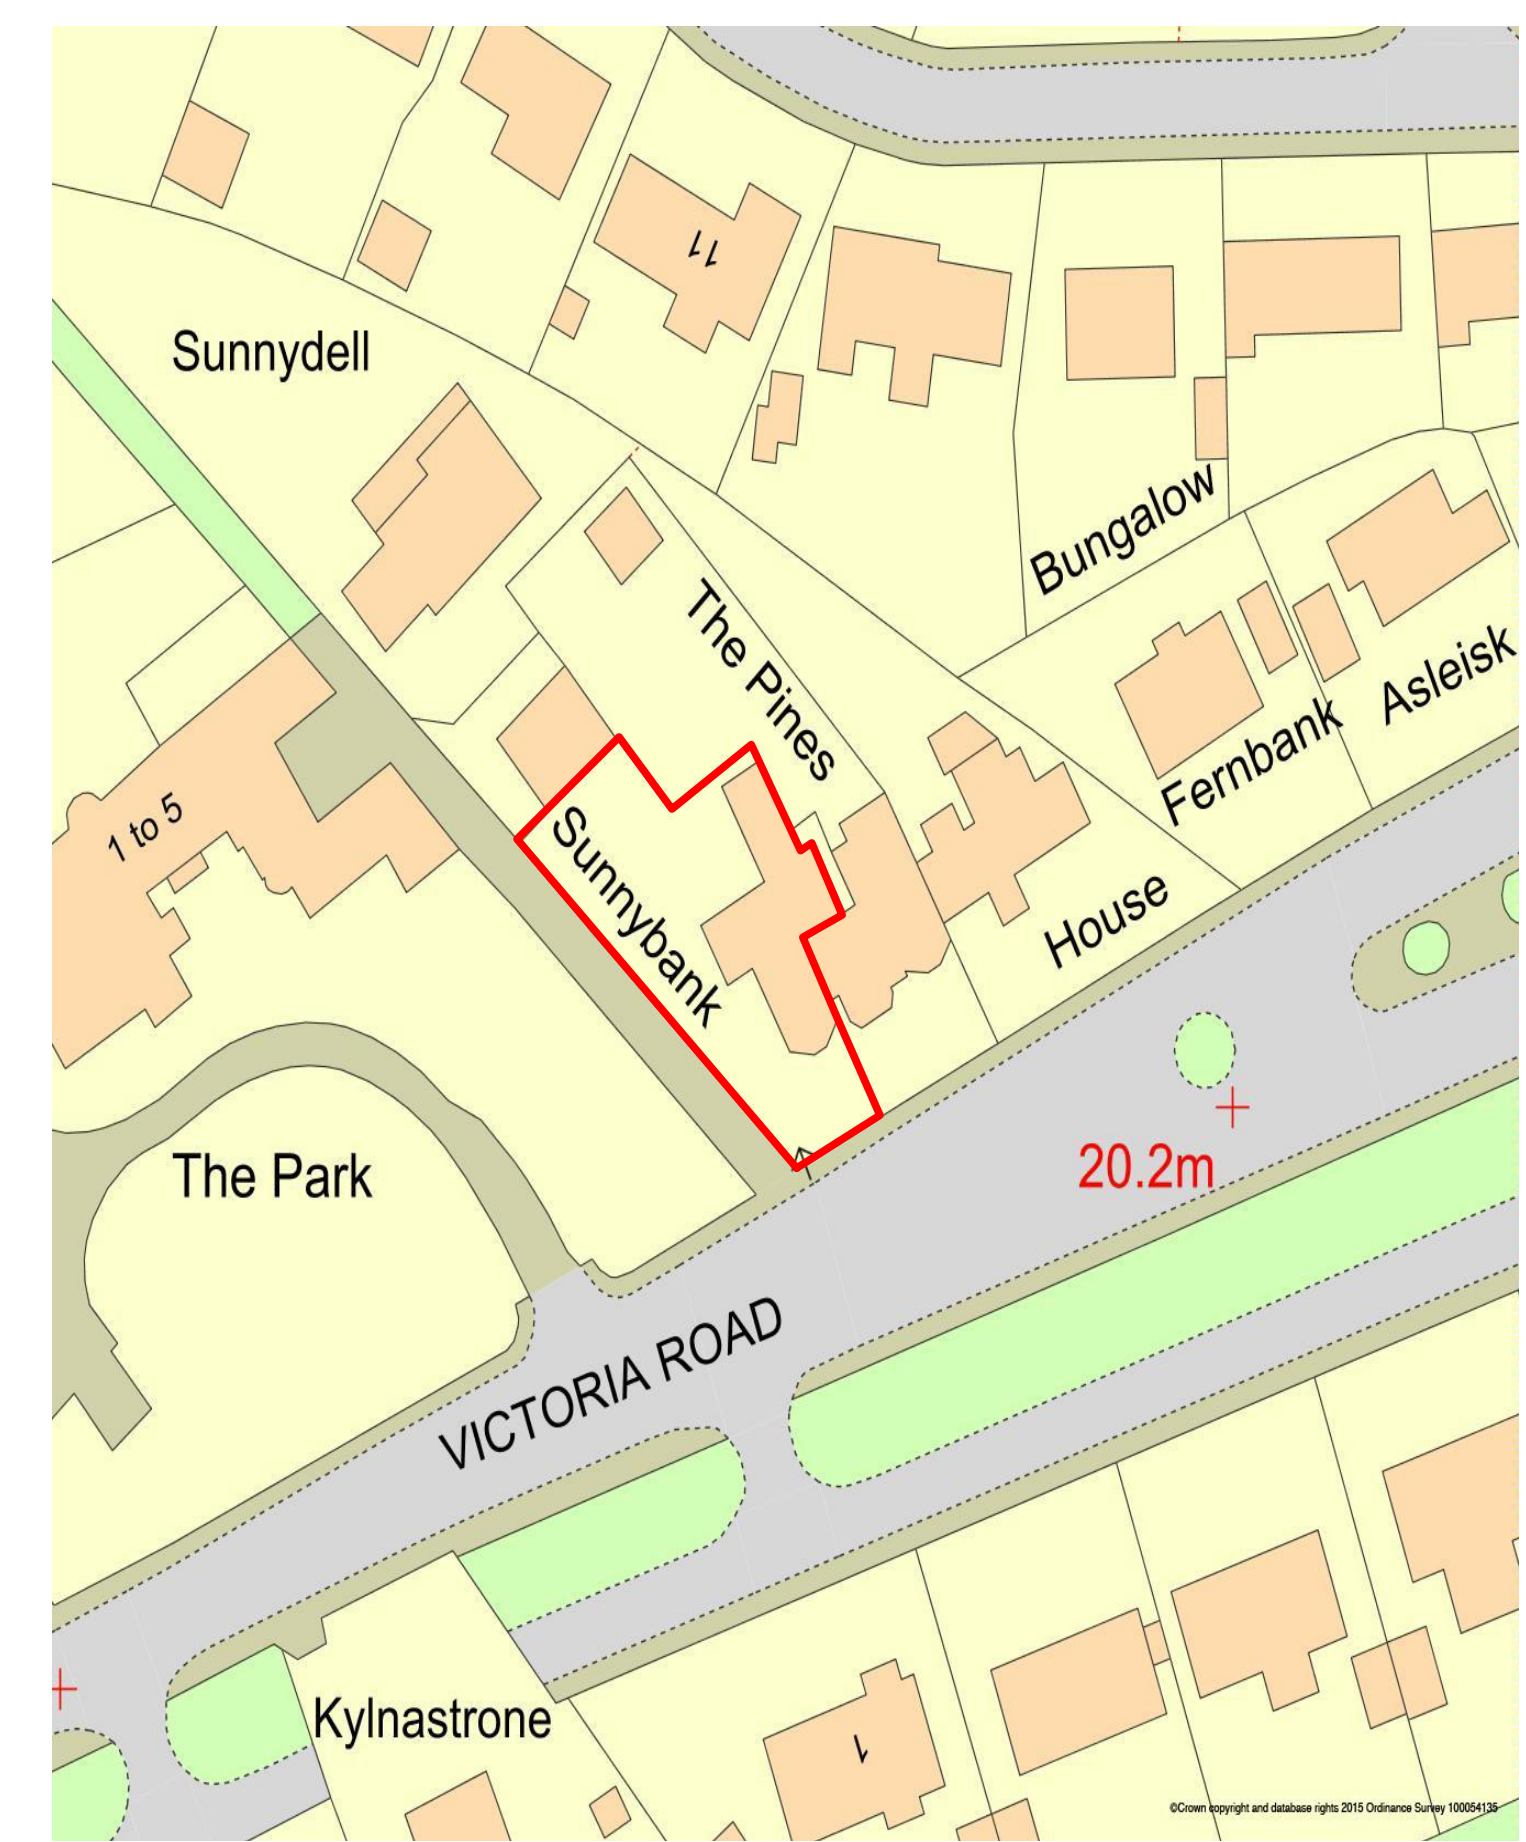 11
Sunnydell
Bungalow
The Pines
Asleisk
Fernbank
1 to 5
Sunnybank
House
The Park
20.2m
VICTORIA ROAD
Kylnastrone
1
©Crown copyright and database rights 2015 Ordinance Survey 100054135